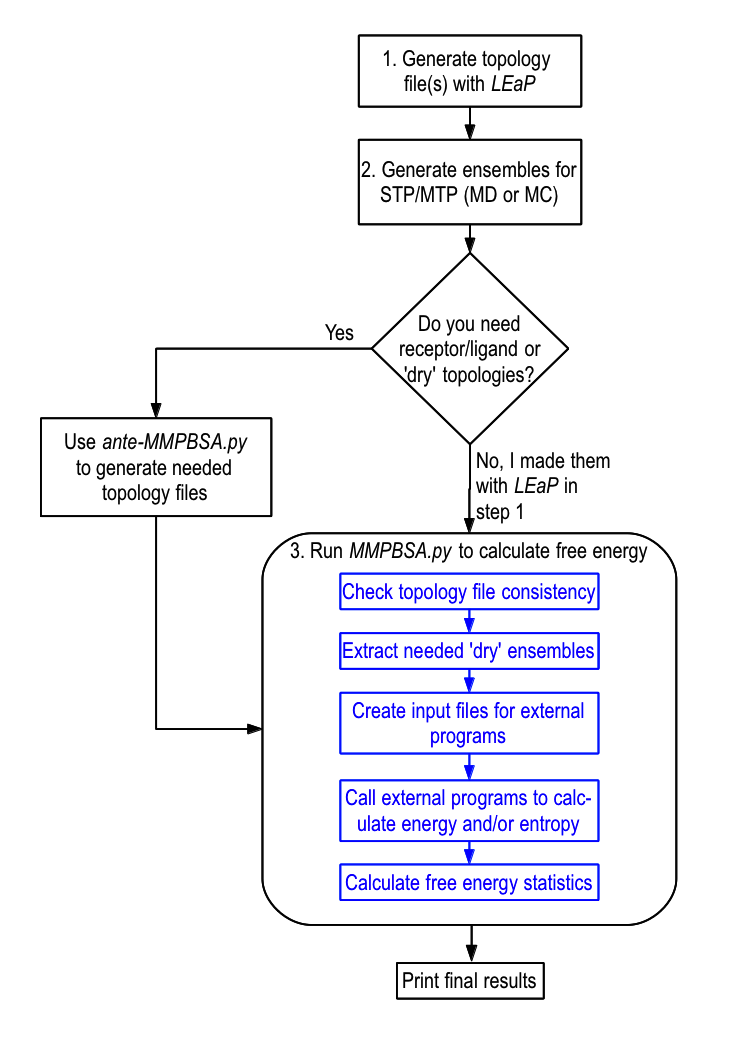 1. Generate topology
file(s) with LEaP
2. Generate ensembles for
STP/MTP (MD or MC)
Do you need
receptor/ligand or
'dry' topologies?
Yes
Use ante-MMPBSA.py
to generate needed
topology files
No, I made them
with LEaP in
step 1
3. Run MMPBSA.py to calculate free energy
Check topology file consistency
Extract needed 'dry' ensembles
Create input files for external
programs
Call external programs to calc-
ulate energy and/or entropy
Calculate free energy statistics
Print final results